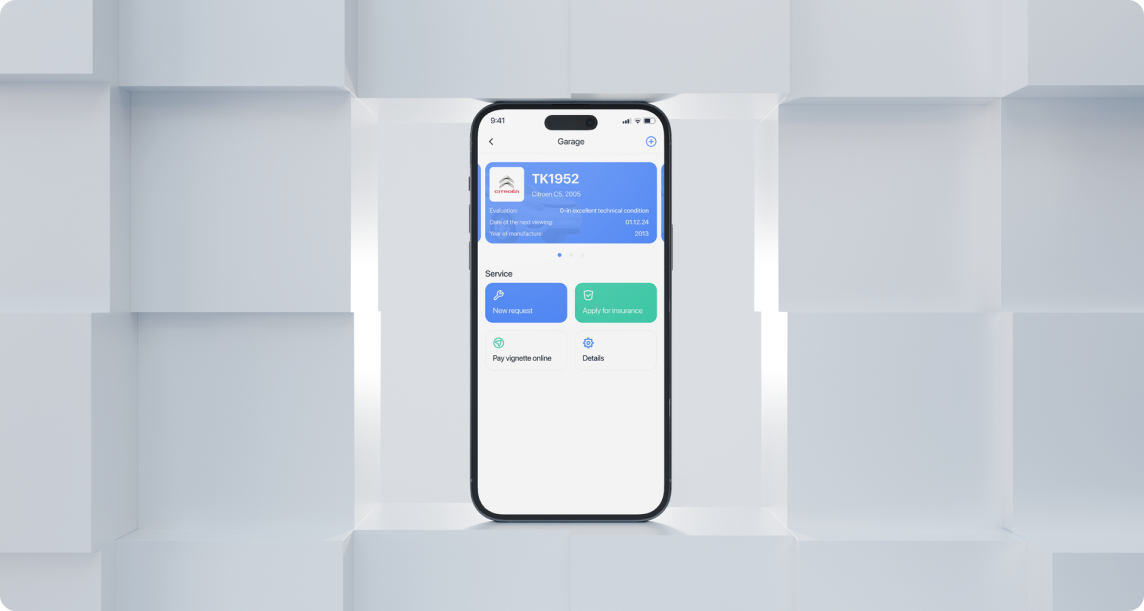 9:41
Garage
CITROËN
TK1952
Citroen C5, 2005
Evaluation: 0-in excellent technical condition
Date of the next viewing: 01.12.24
Year of manufacture: 2013
Service
New request
Apply for insurance
Pay vignette online
Details